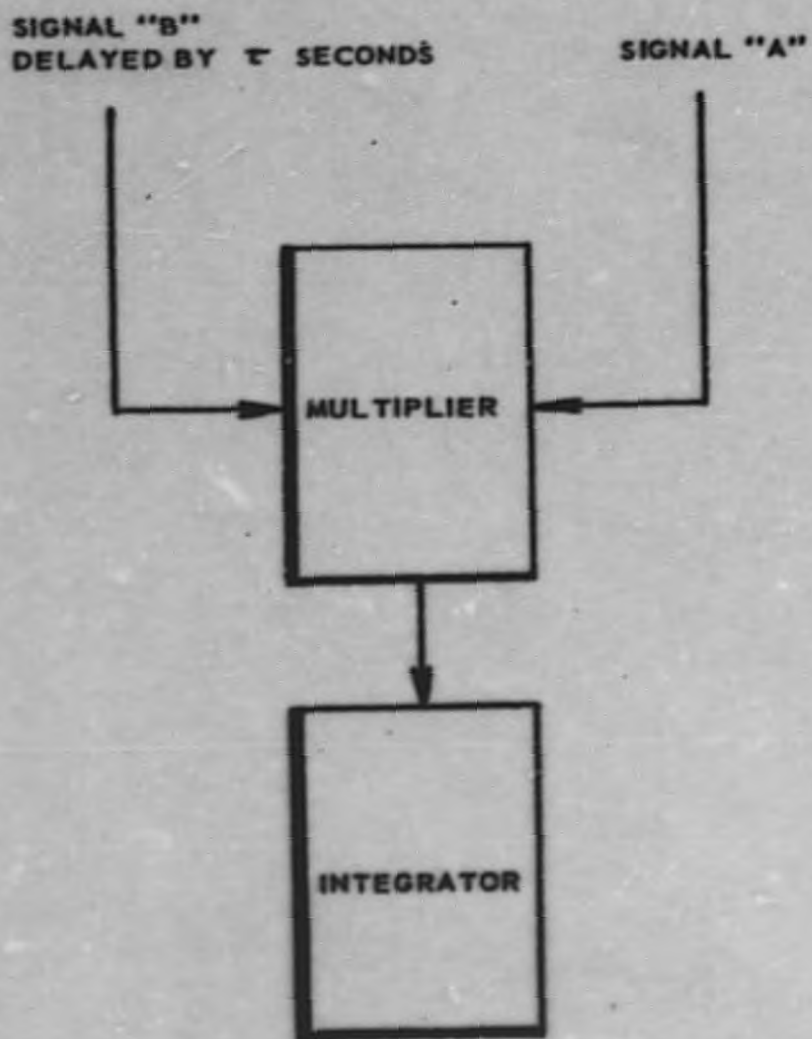 SIGNAL "B"
DELAYED BY τ SECONDS
SIGNAL "A"
MULTIPLIER
INTEGRATOR